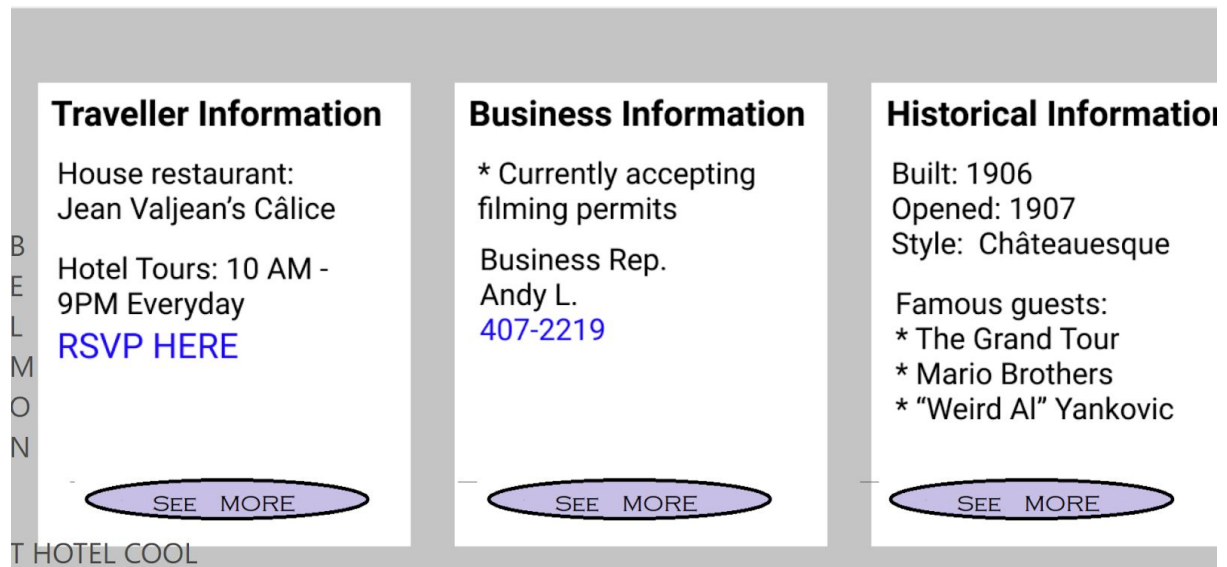 Traveller Information
House restaurant:
Jean Valjean’s Câlice
Hotel Tours: 10 AM -
9PM Everyday
RSVP HERE
SEE MORE
Business Information
* Currently accepting
filming permits
Business Rep.
Andy L.
407-2219
SEE MORE
Historical Information
Built: 1906
Opened: 1907
Style: Châteauesque
Famous guests:
* The Grand Tour
* Mario Brothers
* “Weird Al” Yankovic
SEE MORE
B
E
L
M
O
N
T HOTEL COOL